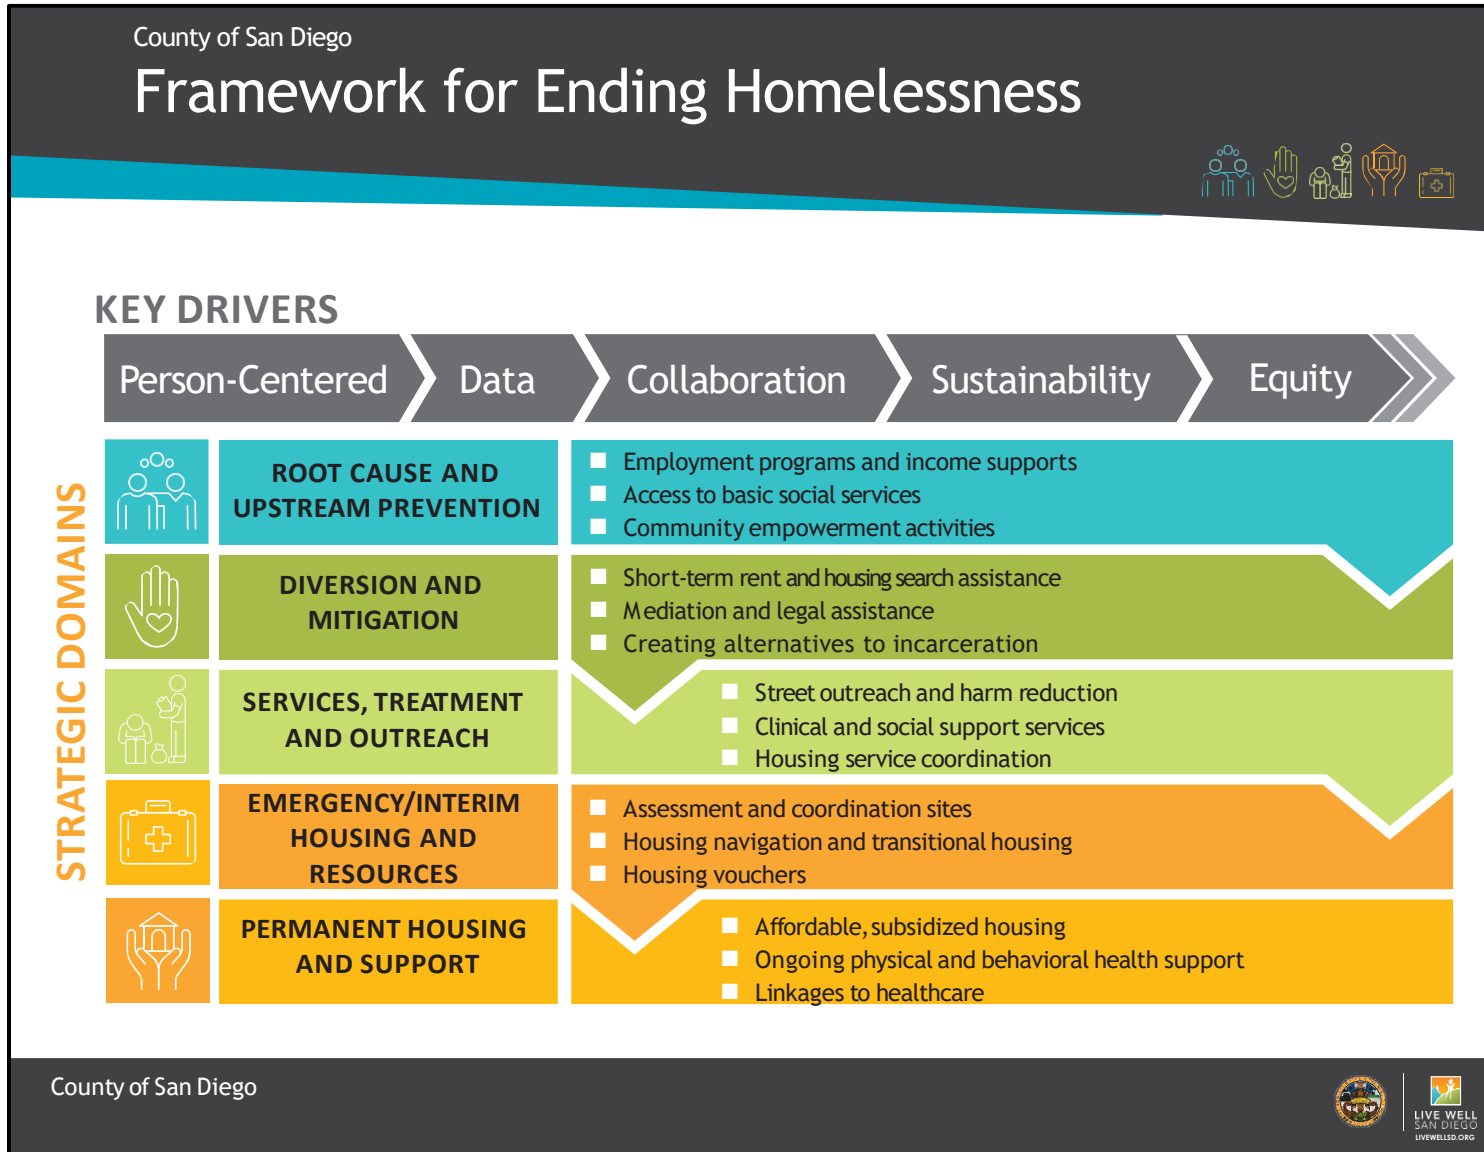 County of San Diego
Framework for Ending Homelessness
KEY DRIVERS
Person-Centered
Data
Collaboration
Sustainability
Equity
STRATEGIC DOMAINS
ROOT CAUSE AND
UPSTREAM PREVENTION
Employment programs and income supports
Access to basic social services
Community empowerment activities
DIVERSION AND
MITIGATION
Short-term rent and housing search assistance
Mediation and legal assistance
Creating alternatives to incarceration
SERVICES, TREATMENT
AND OUTREACH
Street outreach and harm reduction
Clinical and social support services
Housing service coordination
EMERGENCY/INTERIM
HOUSING AND
RESOURCES
Assessment and coordination sites
Housing navigation and transitional housing
Housing vouchers
PERMANENT HOUSING
AND SUPPORT
Affordable, subsidized housing
Ongoing physical and behavioral health support
Linkages to healthcare
County of San Diego
LIVE WELL
SAN DIEGO
LIVEWELLSD.ORG